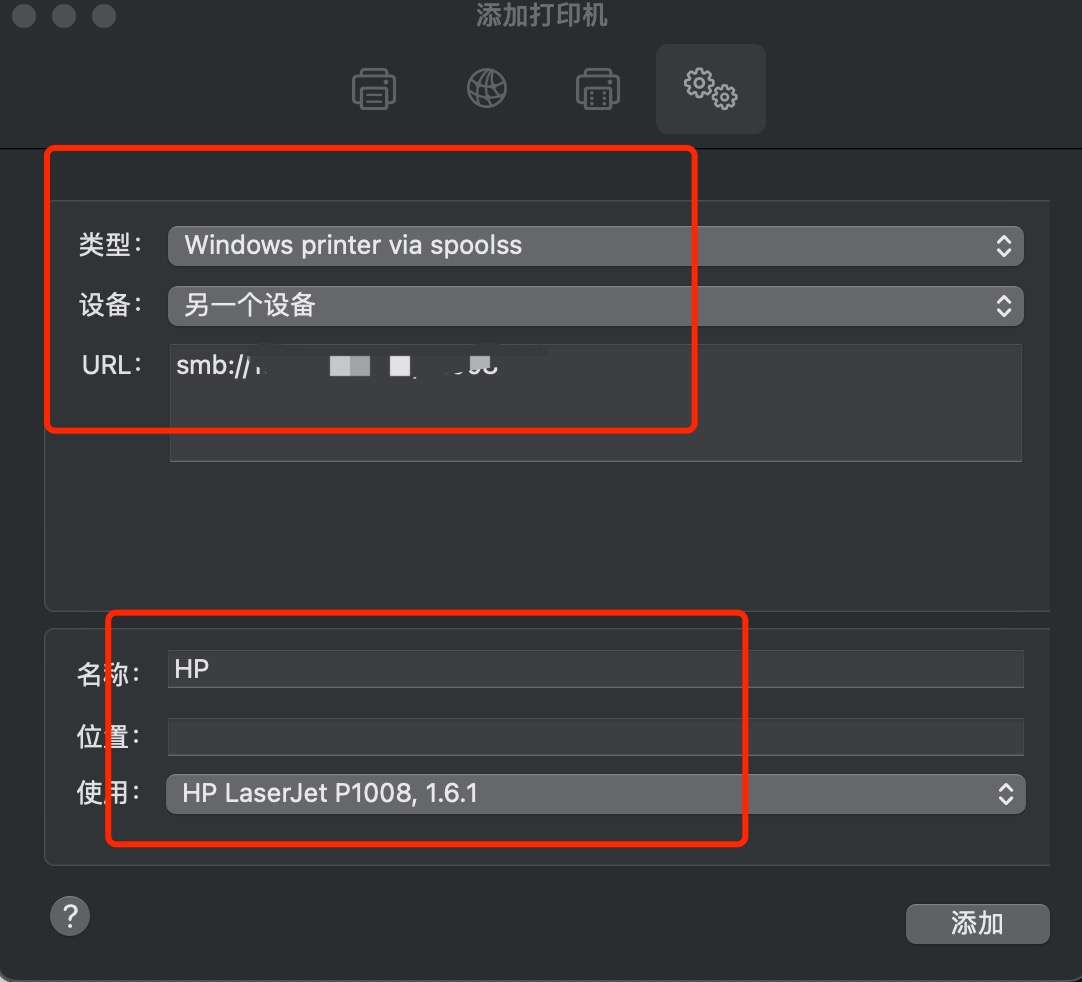 添加打印机
类型: Windows printer via spoolss
设备: 另一个设备
URL: smb://
名称: HP
位置:
使用: HP LaserJet P1008, 1.6.1
?
添加